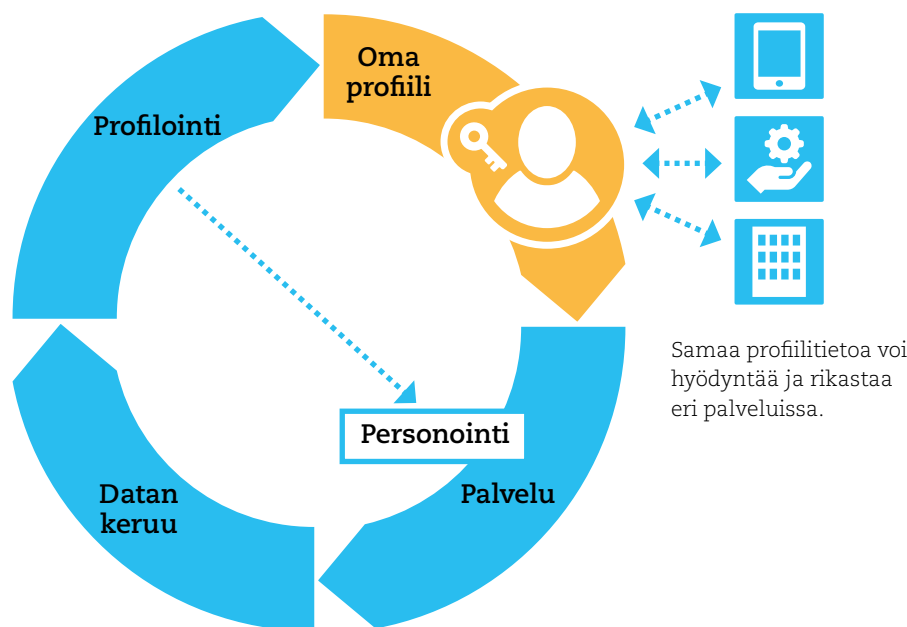 Oma
profiili
Profilointi
Samaa profiilitietoa voi
hyödyntää ja rikastaa
eri palveluissa.
Personointi
Datan
keruu
Palvelu